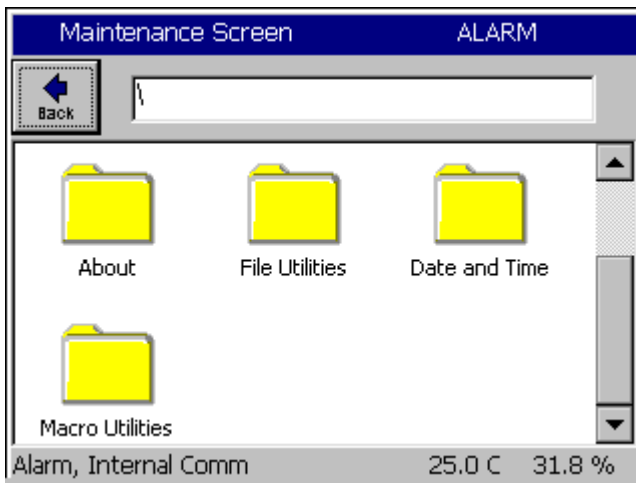 Maintenance Screen ALARM
Back
\
About File Utilities Date and Time
Macro Utilities
Alarm, Internal Comm 25.0 C 31.8 %